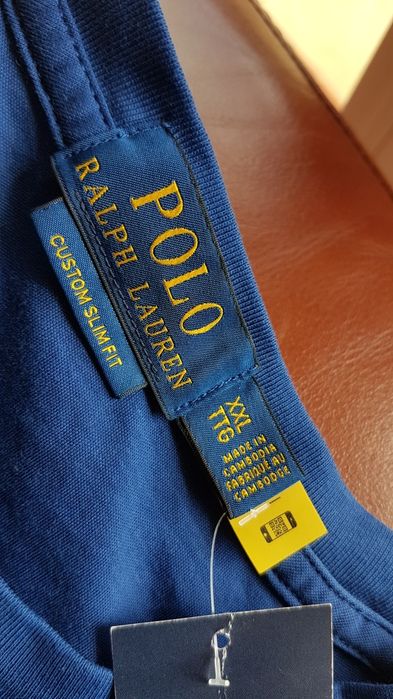 POLO
RALPH LAUREN
CUSTOM SLIM FIT
XXL
TTG
MADE IN
CAMBODIA
FABRIQUE AU
CAMBODGE